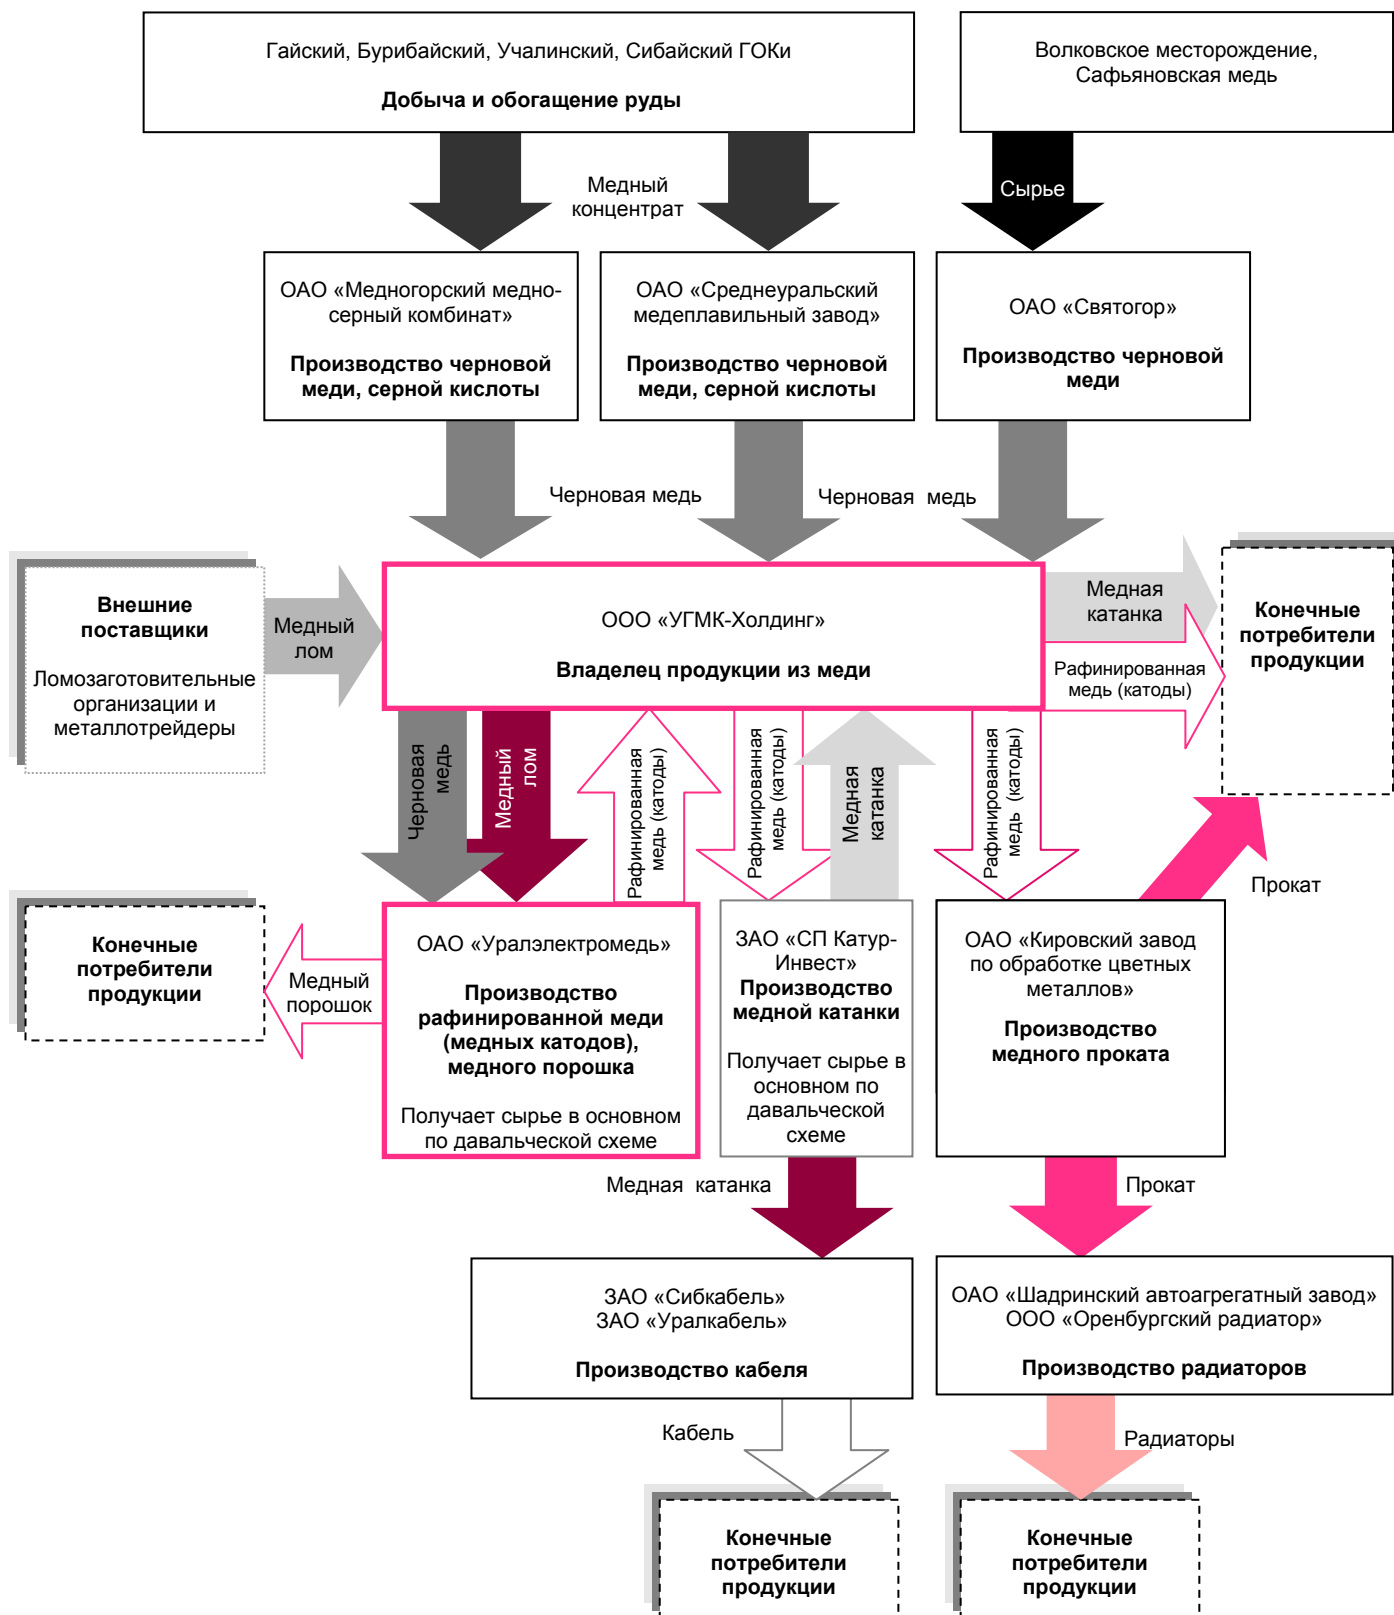 Гайский, Бурибайский, Учалинский, Сибайский ГОКи
Добыча и обогащение руды
Волковское месторождение,
Сафьяновская медь
Медный
концентрат
Сырье
ОАО «Медногорский медно-
серный комбинат»
Производство черновой
меди, серной кислоты
ОАО «Среднеуральский
медеплавильный завод»
Производство черновой
меди, серной кислоты
ОАО «Святогор»
Производство черновой
меди
Черновая медь
Черновая медь
Внешние
поставщики
Ломозаготовительные
организации и
металлотрейдеры
Медный
лом
ООО «УГМК-Холдинг»
Владелец продукции из меди
Медная
катанка
Рафинированная
медь (катоды)
Конечные
потребители
продукции
Черновая
медь
Медный
лом
Рафинированная
медь (катоды)
Рафинированная
медь (катоды)
Медная
катанка
Рафинированная
медь (катоды)
Прокат
Конечные
потребители
продукции
Медный
порошок
ОАО «Уралэлектромедь»
Производство
рафинированной меди
(медных катодов),
медного порошка
Получает сырье в основном
по давальческой схеме
ЗАО «СП Катур-
Инвест»
Производство
медной катанки
Получает сырье в
основном по
давальческой
схеме
ОАО «Кировский завод
по обработке цветных
металлов»
Производство
медного проката
Медная катанка
Прокат
ЗАО «Сибкабель»
ЗАО «Уралкабель»
Производство кабеля
ОАО «Шадринский автоагрегатный завод»
ООО «Оренбургский радиатор»
Производство радиаторов
Кабель
Радиаторы
Конечные
потребители
продукции
Конечные
потребители
продукции